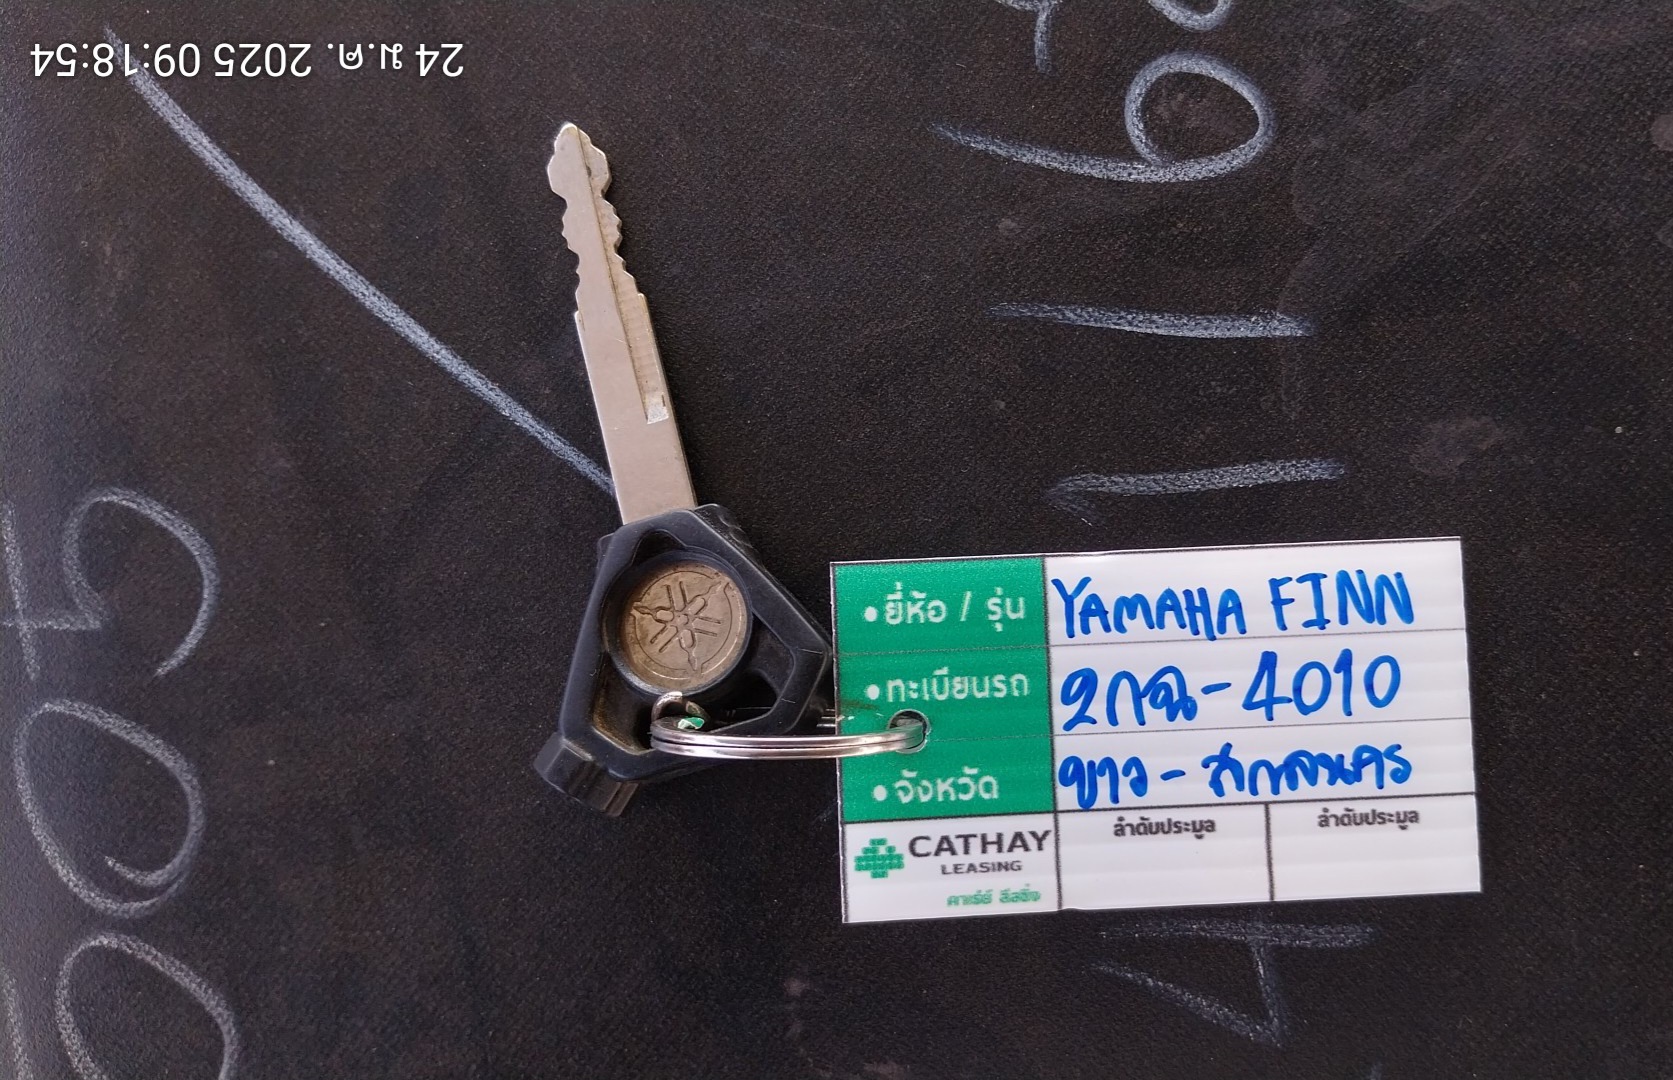 24 ม.ค. 2025 09:18:54
• ยี่ห้อ / รุ่น YAMAHA FINN
• ทะเบียนรถ 2กฉ-4010
• จังหวัด ขาว - สกลนคร
CATHAY
LEASING
คาเธ่ย์ ลีสซิ่ง
ลำดับประมูล ลำดับประมูล